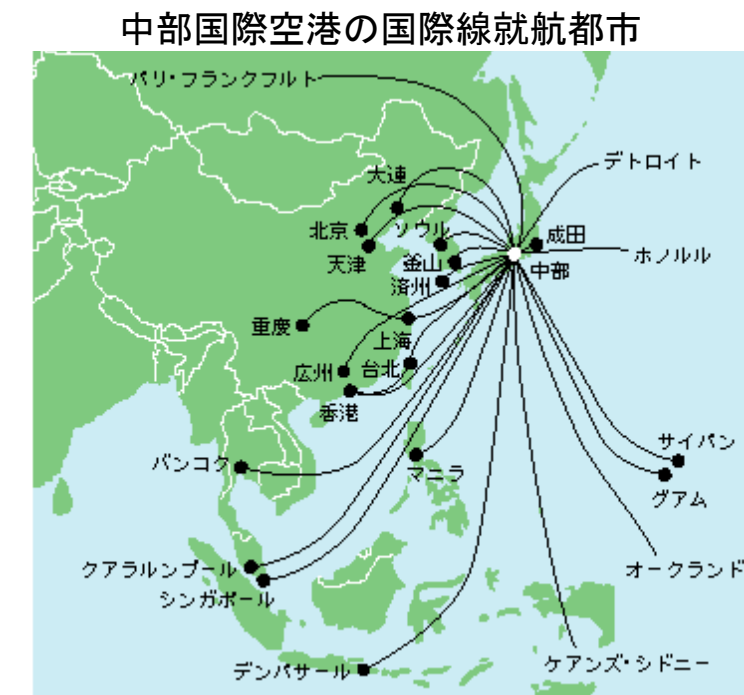 中部国際空港の国際線就航都市
パリ・フランクフルト
デトロイト
大連
北京
ソウル
成田
天津
釜山
中部
ホノルル
済州
重慶
上海
広州
台北
香港
サイパン
バンコク
マニラ
グアム
クアラルンプール
オークランド
シンガポール
デンパサール
ケアンズ・シドニー